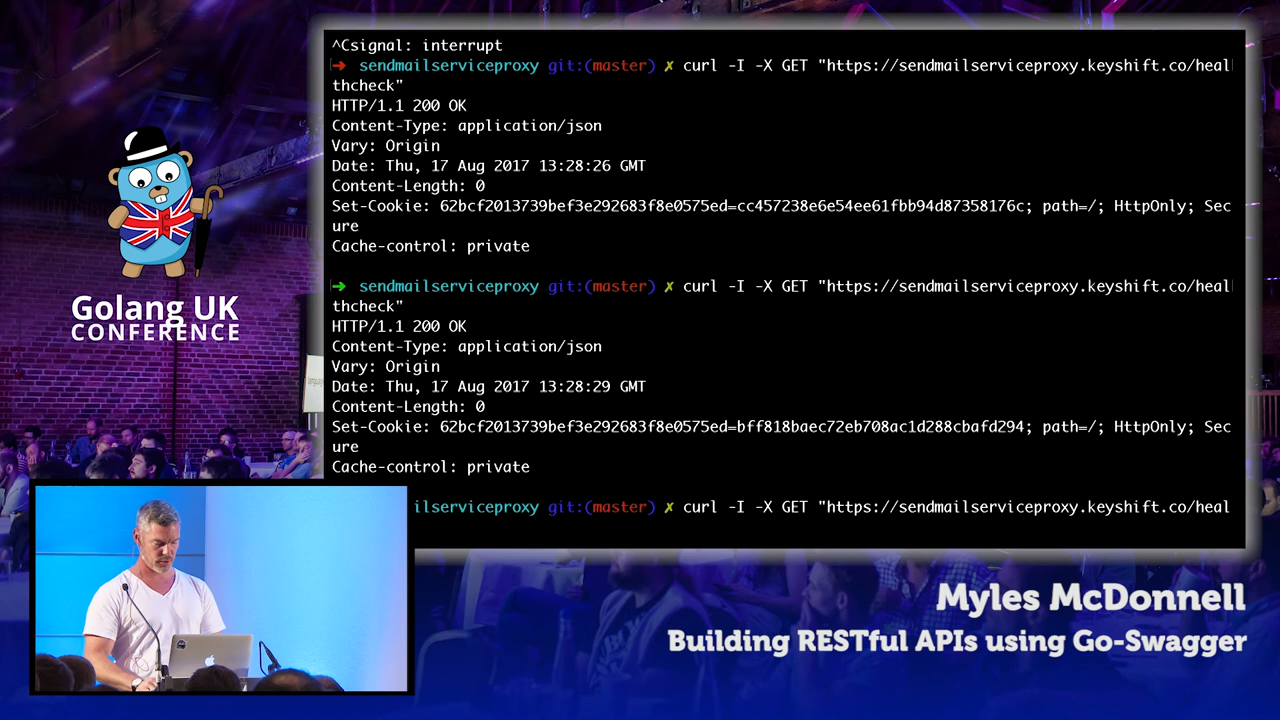 ^Csignal: interrupt
➜ sendmailserviceproxy git:(master) ✗ curl -I -X GET "https://sendmailserviceproxy.keyshift.co/heal
thcheck"
HTTP/1.1 200 OK
Content-Type: application/json
Vary: Origin
Date: Thu, 17 Aug 2017 13:28:26 GMT
Content-Length: 0
Set-Cookie: 62bcf2013739bef3e292683f8e0575ed=cc457238e6e54ee61fbb94d87358176c; path=/; HttpOnly; Sec
ure
Cache-control: private
➜ sendmailserviceproxy git:(master) ✗ curl -I -X GET "https://sendmailserviceproxy.keyshift.co/heal
thcheck"
HTTP/1.1 200 OK
Content-Type: application/json
Vary: Origin
Date: Thu, 17 Aug 2017 13:28:29 GMT
Content-Length: 0
Set-Cookie: 62bcf2013739bef3e292683f8e0575ed=bff818baec72eb708ac1d288cbafd294; path=/; HttpOnly; Sec
ure
Cache-control: private
ilserviceproxy git:(master) ✗ curl -I -X GET "https://sendmailserviceproxy.keyshift.co/heal
Golang UK
CONFERENCE
Myles McDonnell
Building RESTful APIs using Go-Swagger